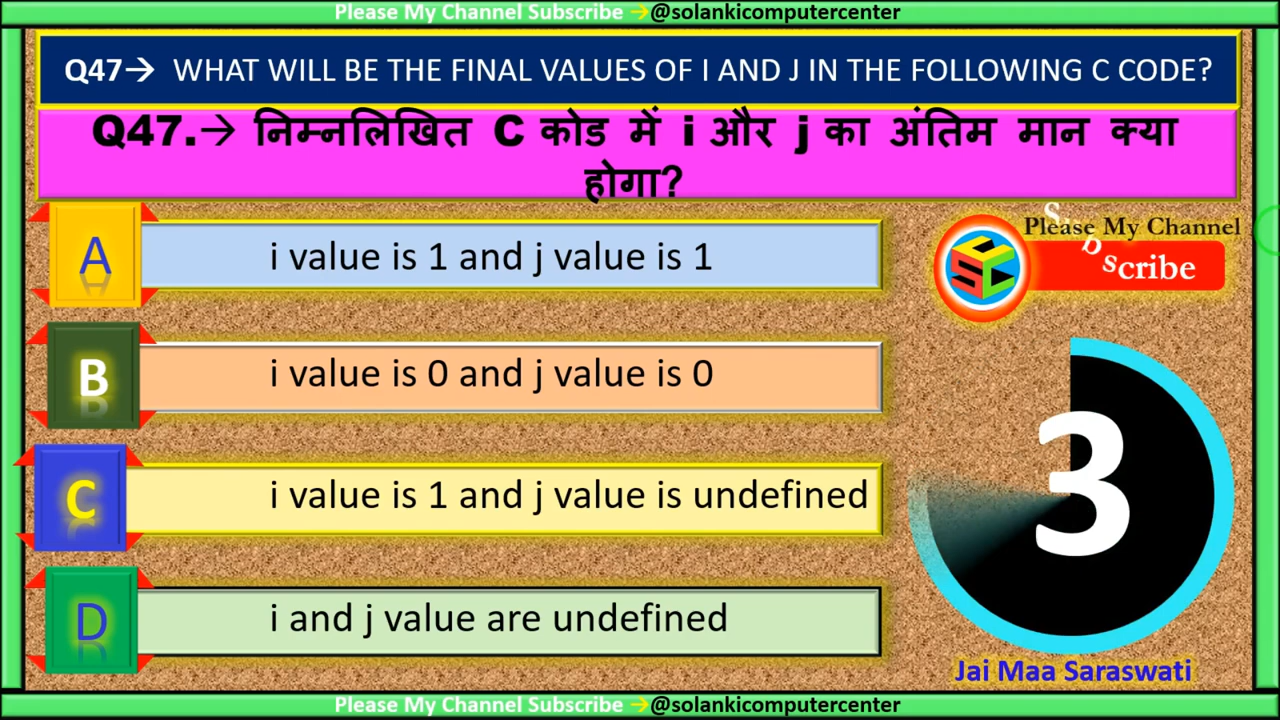 Please My Channel Subscribe →@solankicomputercenter
Q47→ WHAT WILL BE THE FINAL VALUES OF I AND J IN THE FOLLOWING C CODE?
Q47.→ निम्नलिखित C कोड में i और j का अंतिम मान क्या
होगा?
A i value is 1 and j value is 1
Please My Channel
Subscribe
SCC
B i value is 0 and j value is 0
C i value is 1 and j value is undefined
3
D i and j value are undefined
Jai Maa Saraswati
Please My Channel Subscribe →@solankicomputercenter